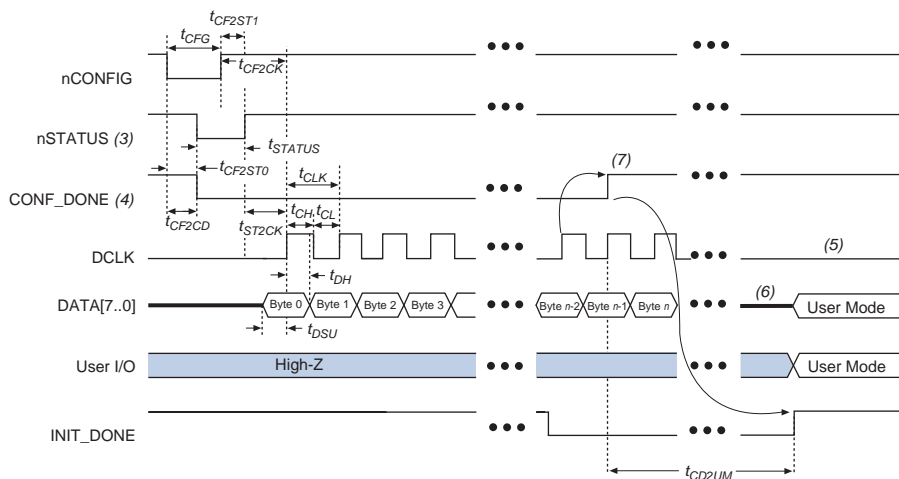 tCF2ST1
tCFG
tCF2CK
nCONFIG
nSTATUS (3)
tSTATUS
tCF2ST0
tCLK
(7)
CONF_DONE (4)
tCF2CD
tST2CK
tCH
tCL
DCLK
(5)
tDH
DATA[7..0]
Byte 0
Byte 1
Byte 2
Byte 3
Byte n-2
Byte n-1
Byte n
(6)
User Mode
tDSU
User I/O
High-Z
User Mode
INIT_DONE
tCD2UM